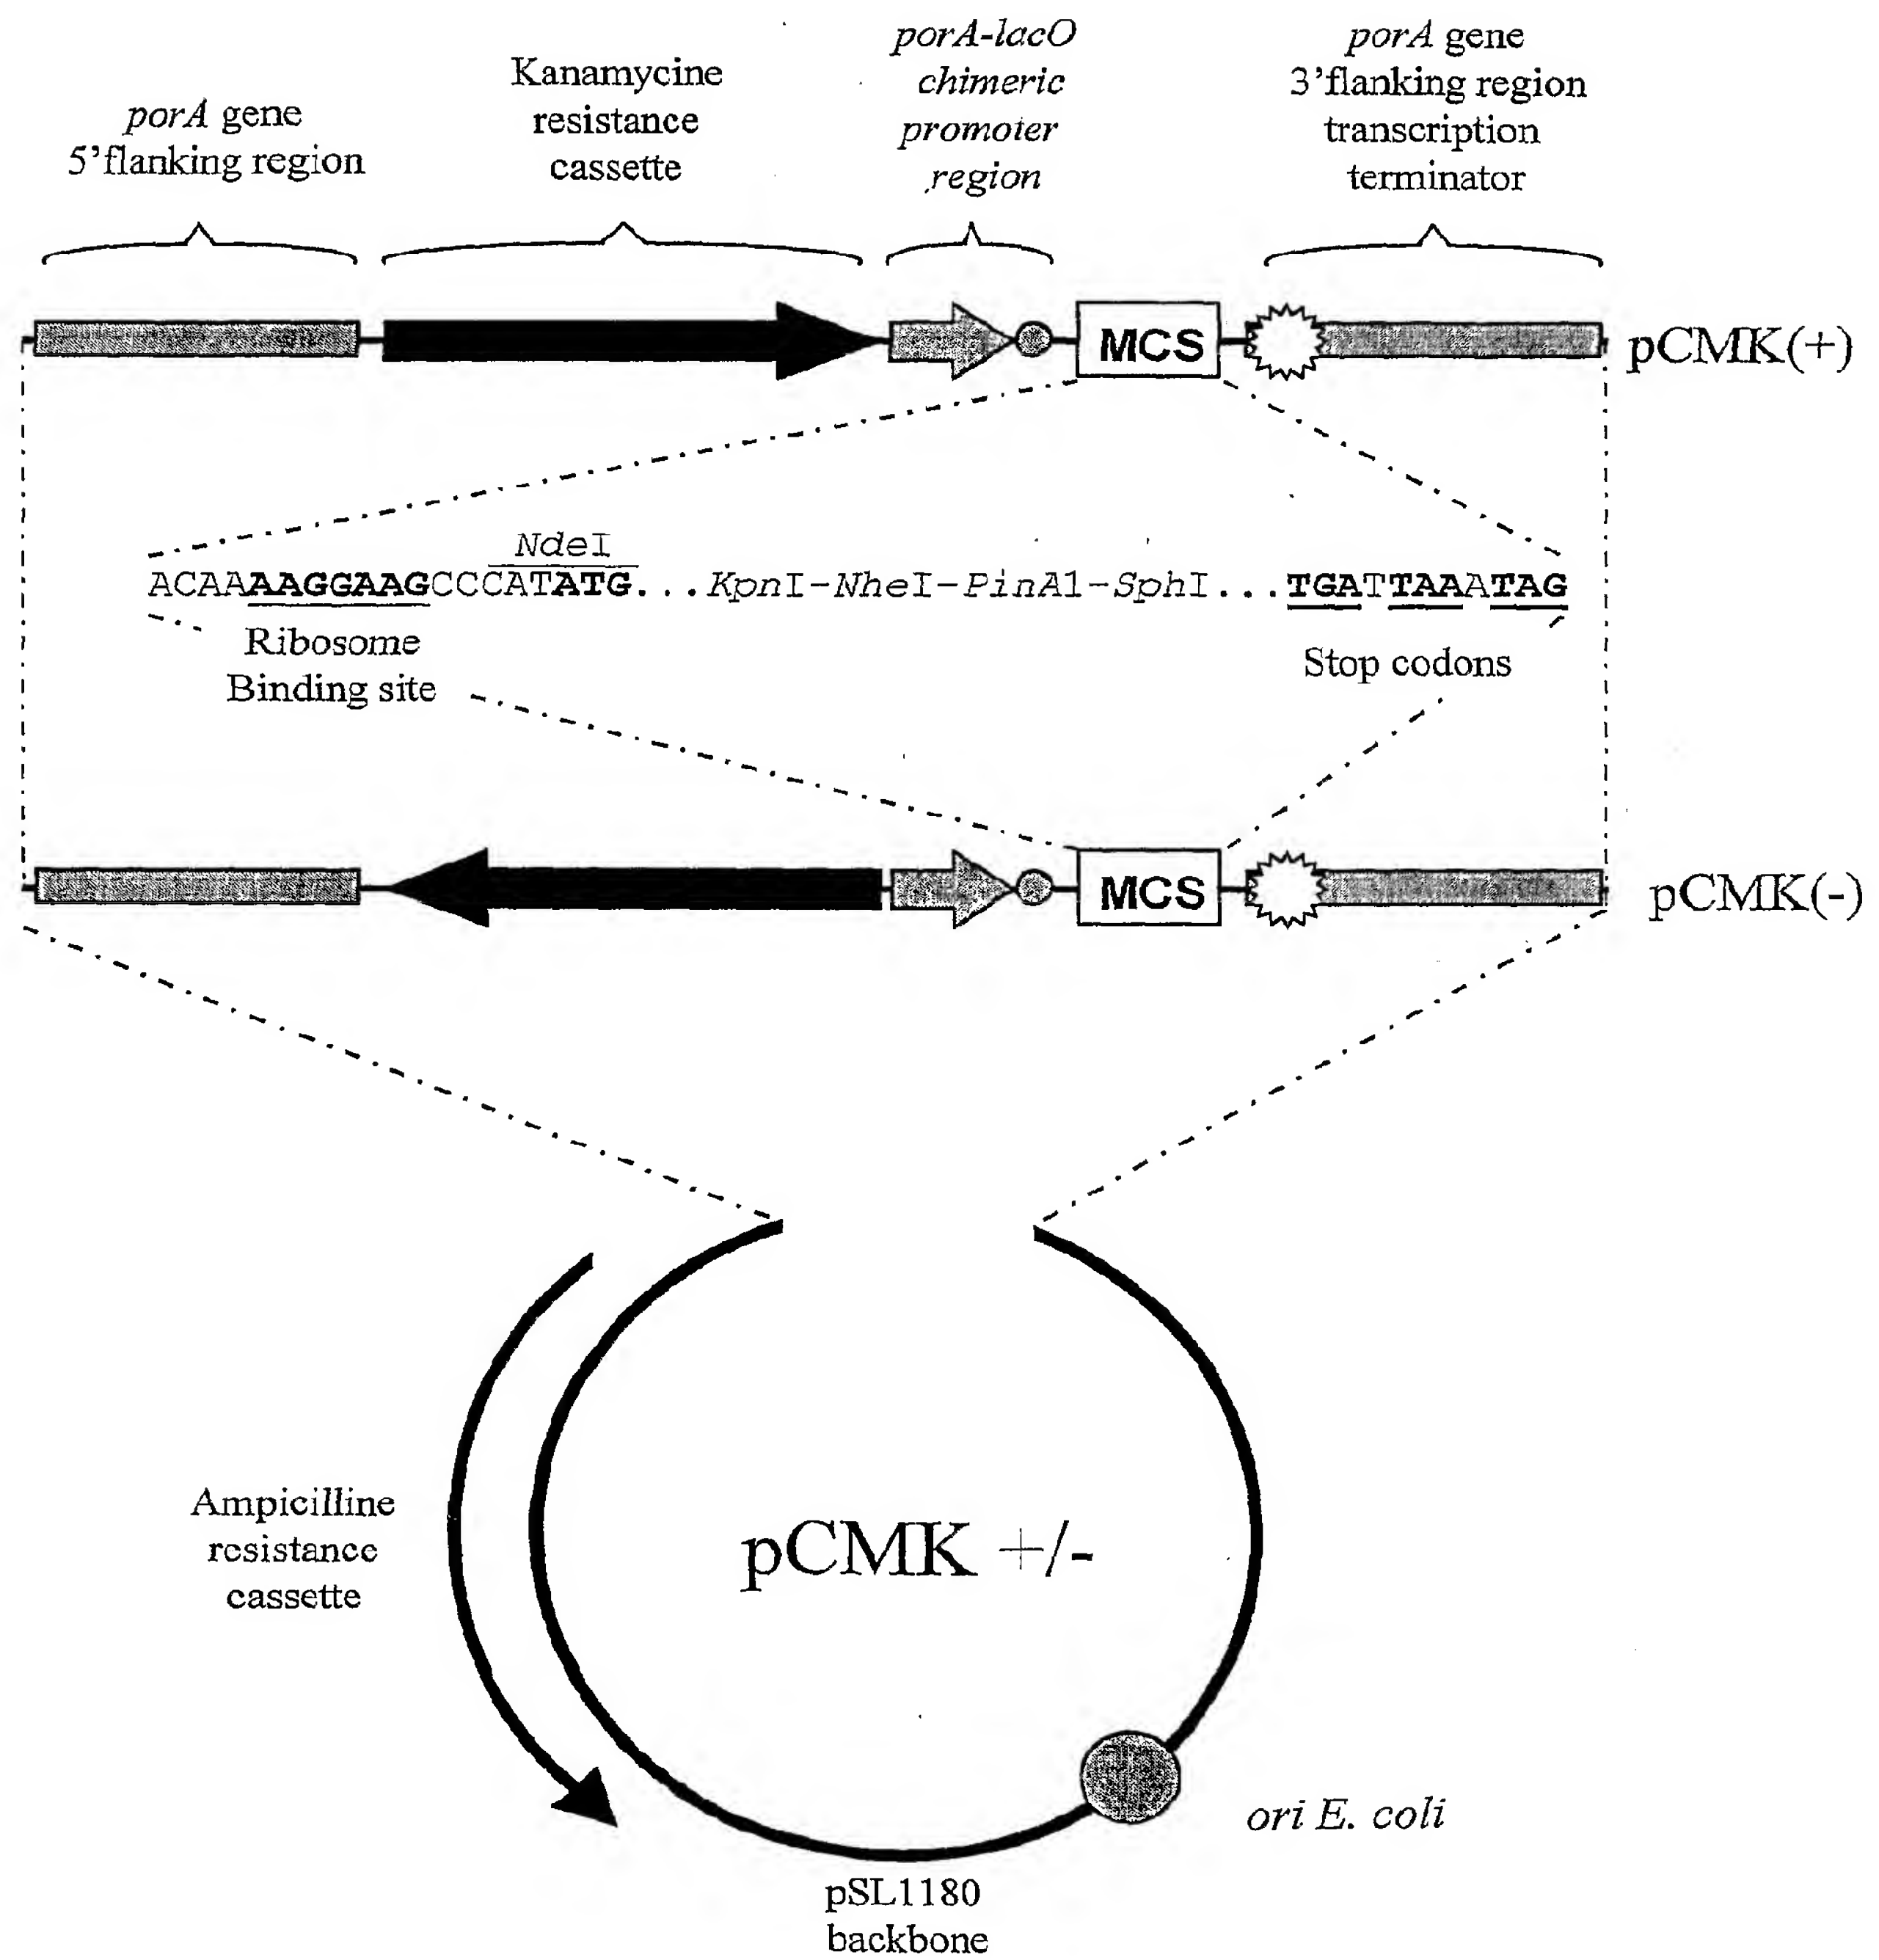 porA gene
5'flanking region
Kanamycine
resistance
cassette
porA-lacO
chimeric
promoter
region
porA gene
3'flanking region
transcription
terminator
MCS
pCMK(+)
NdeI
ACAAAAGGAAGCCCATATG...KpnI-NheI-PinA1-SphI...TGATTAAATAG
Ribosome
Binding site
Stop codons
MCS
pCMK(-)
Ampicilline
resistance
cassette
pCMK +/-
ori E. coli
pSL1180
backbone